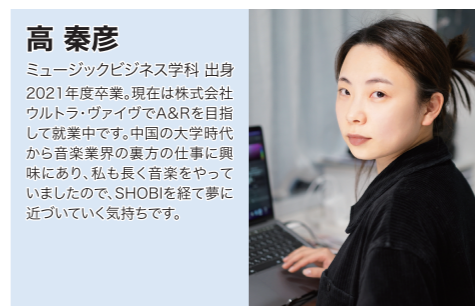 高 秦彦
ミュージックビジネス学科 出身
2021年度卒業。現在は株式会社
ウルトラ・ヴァイヴでA&Rを目指
して就業中です。中国の大学時代
から音楽業界の裏方の仕事に興
味にあり、私も長く音楽をやって
いましたので、SHOBIを経て夢に
近づいていく気持ちです。